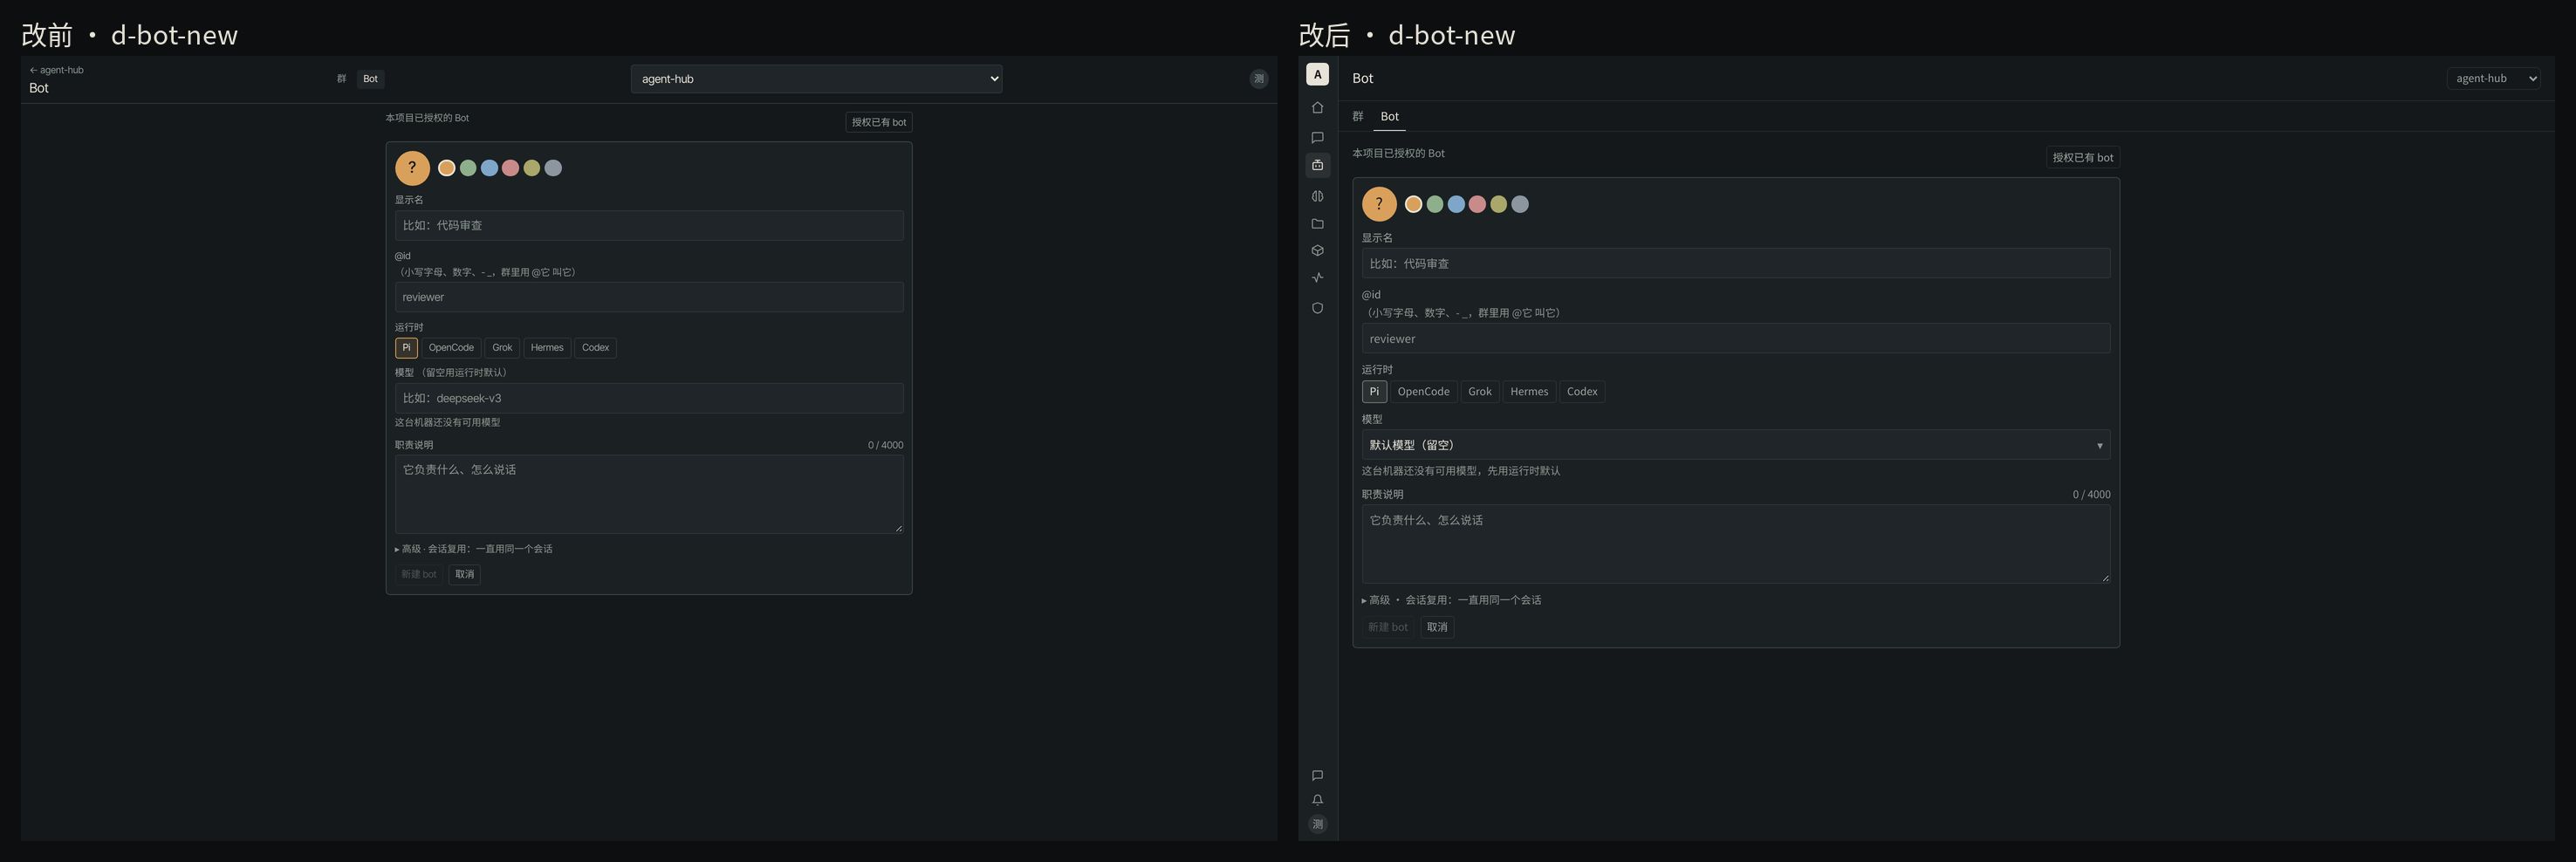 改前 · d-bot-new
← agent-hub
Bot
群 Bot
agent-hub
测
本项目已授权的 Bot
授权已有 bot
?
显示名
比如：代码审查
@id
（小写字母、数字、- _，群里用 @它 叫它）
reviewer
运行时
Pi OpenCode Grok Hermes Codex
模型 （留空用运行时默认）
比如：deepseek-v3
这台机器还没有可用模型
职责说明 0 / 4000
它负责什么、怎么说话
▸ 高级 · 会话复用：一直用同一个会话
新建 bot 取消
改后 · d-bot-new
A
Bot
agent-hub
群 Bot
本项目已授权的 Bot
授权已有 bot
?
显示名
比如：代码审查
@id
（小写字母、数字、- _，群里用 @它 叫它）
reviewer
运行时
Pi OpenCode Grok Hermes Codex
模型
默认模型（留空）
这台机器还没有可用模型，先用运行时默认
职责说明 0 / 4000
它负责什么、怎么说话
▸ 高级 · 会话复用：一直用同一个会话
新建 bot 取消
测